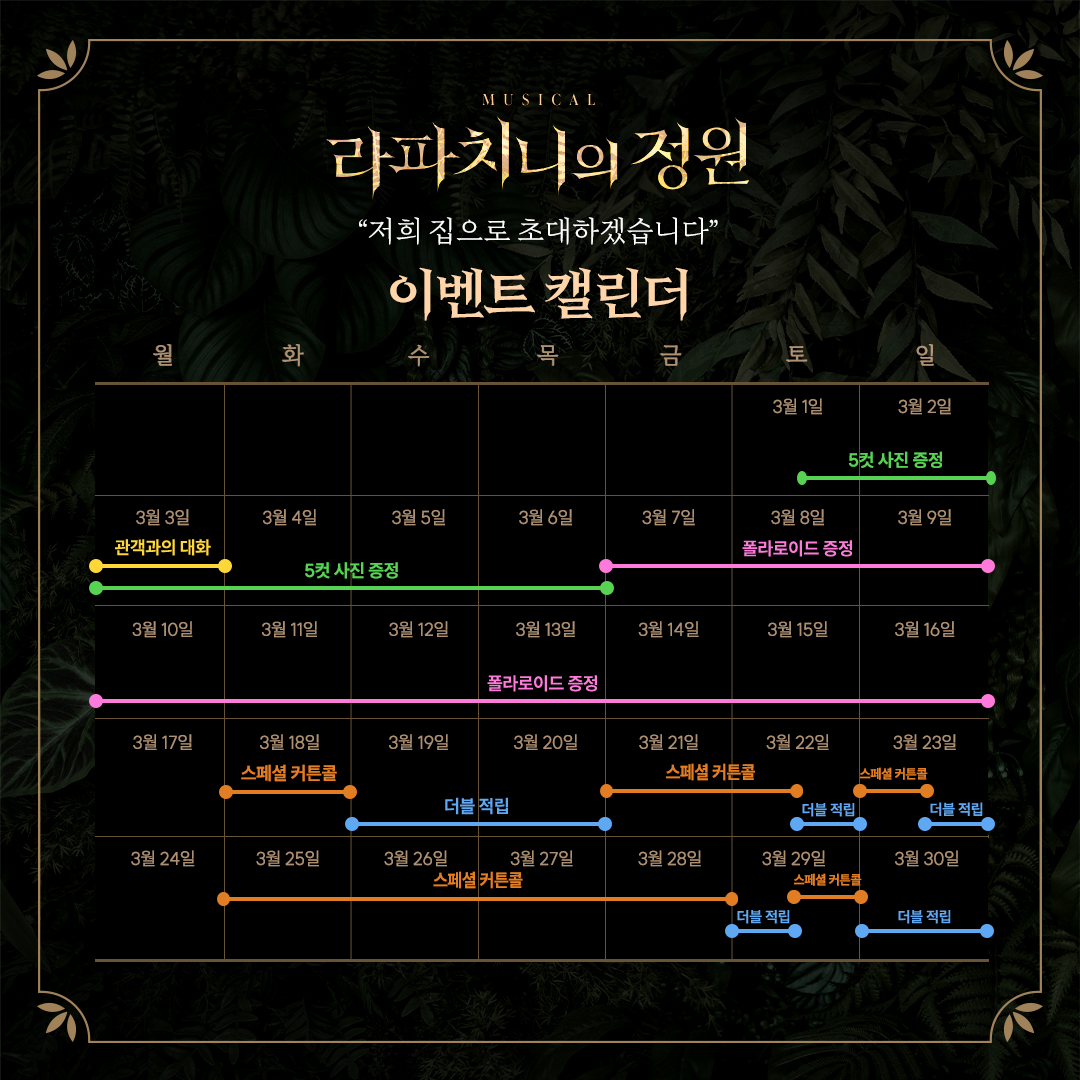 MUSICAL
라파치니의 정원
“저희 집으로 초대하겠습니다”
이벤트 캘린더
월 화 수 목 금 토 일
3월 1일 3월 2일
5컷 사진 증정
3월 3일 3월 4일 3월 5일 3월 6일 3월 7일 3월 8일 3월 9일
관객과의 대화 폴라로이드 증정
5컷 사진 증정
3월 10일 3월 11일 3월 12일 3월 13일 3월 14일 3월 15일 3월 16일
폴라로이드 증정
3월 17일 3월 18일 3월 19일 3월 20일 3월 21일 3월 22일 3월 23일
스페셜 커튼콜 스페셜 커튼콜 스페셜 커튼콜
더블 적립 더블 적립 더블 적립
3월 24일 3월 25일 3월 26일 3월 27일 3월 28일 3월 29일 3월 30일
스페셜 커튼콜 스페셜 커튼콜
더블 적립 더블 적립